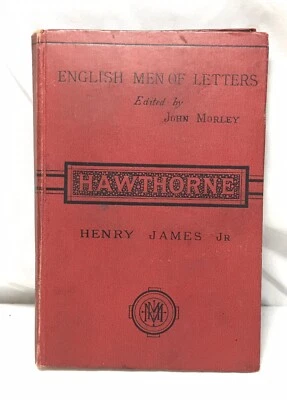 ENGLISH MEN OF LETTERS
Edited by
JOHN MORLEY
HAWTHORNE
HENRY JAMES JR